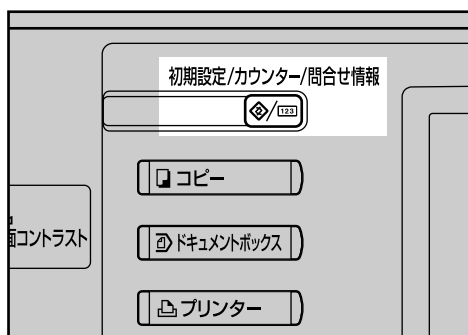 初期設定/カウンター/問合せ情報
/123
コピー
面コントラスト
ドキュメントボックス
プリンター